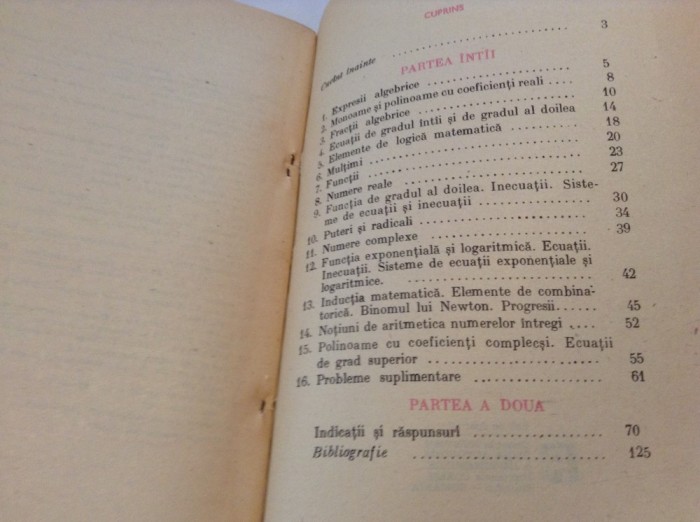 CUPRINS
Cuvînt înainte ............ 3
PARTEA ÎNTÎI
1. Expresii algebrice ............ 5
2. Monoame și polinoame cu coeficienți reali .... 8
3. Fracții algebrice ............ 10
4. Ecuații de gradul întîi și de gradul al doilea 14
5. Elemente de logică matematică ............ 18
6. Mulțimi ............ 20
7. Funcții ............ 23
8. Numere reale ............ 27
9. Funcția de gradul al doilea. Inecuații. Siste-
me de ecuații și inecuații ............ 30
10. Puteri și radicali ............ 34
11. Numere complexe ............ 39
12. Funcția exponențială și logaritmică. Ecuații.
Inecuații. Sisteme de ecuații exponențiale și
logaritmice. ............ 42
13. Inducția matematică. Elemente de combina-
torică. Binomul lui Newton. Progresii...... 45
14. Noțiuni de aritmetica numerelor întregi .... 52
15. Polinoame cu coeficienți complecși. Ecuații
de grad superior ............ 55
16. Probleme suplimentare ............ 61
PARTEA A DOUA
Indicații și răspunsuri ............ 70
Bibliografie ............ 125